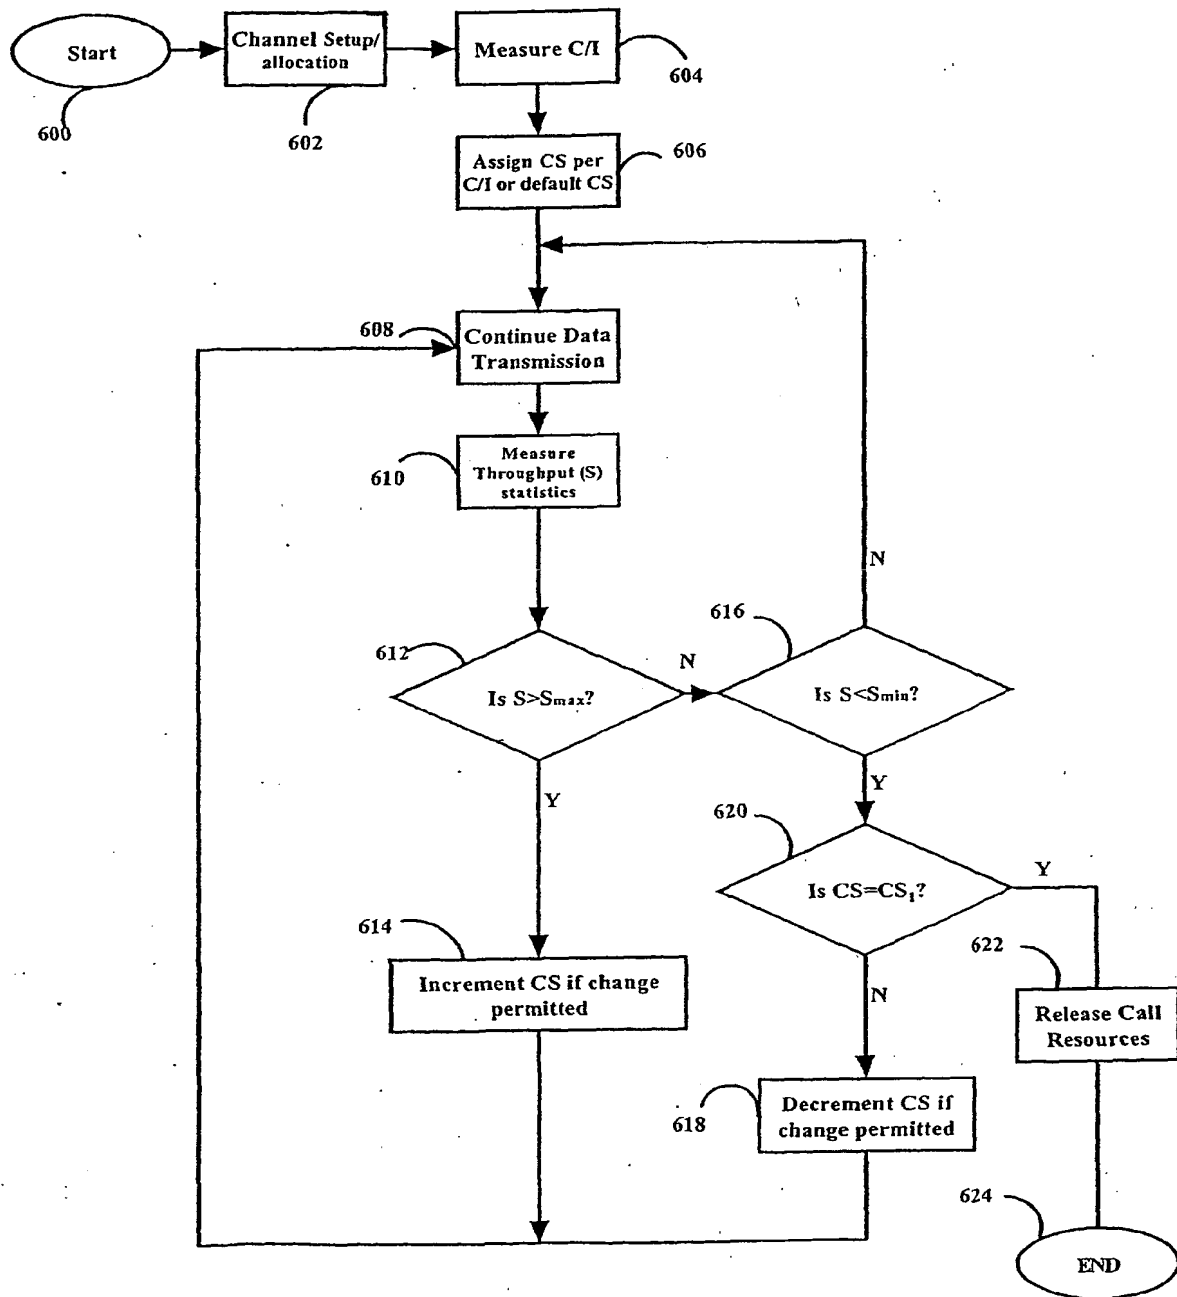 Start
600
Channel Setup/
allocation
602
Measure C/I
604
Assign CS per
C/I or default CS
606
608
Continue Data
Transmission
610
Measure
Throughput (S)
statistics
612
Is S>Smax?
N
Y
616
Is S<Smin?
N
Y
620
Is CS=CS₁?
Y
N
614
Increment CS if change
permitted
622
Release Call
Resources
618
Decrement CS if
change permitted
624
END